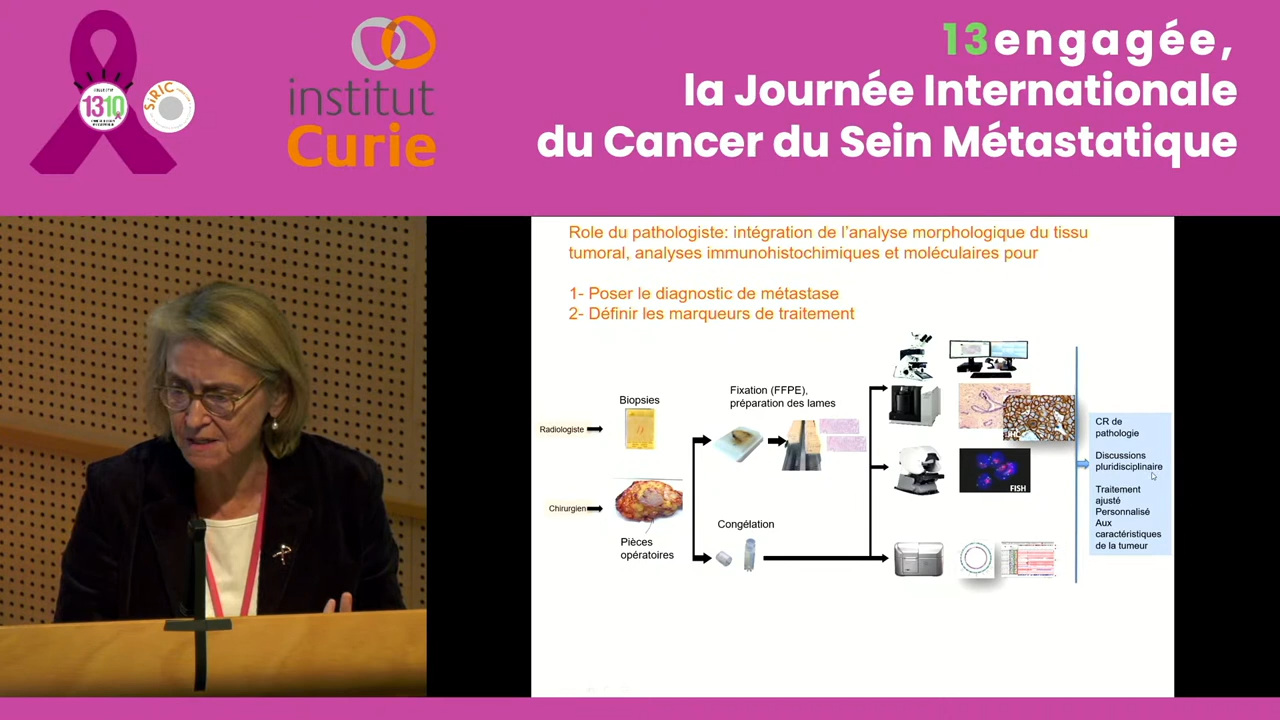 13engagée,
la Journée Internationale
du Cancer du Sein Métastatique
1310
SiRIC
institut
Curie
Role du pathologiste: intégration de l'analyse morphologique du tissu
tumoral, analyses immunohistochimiques et moléculaires pour
1- Poser le diagnostic de métastase
2- Définir les marqueurs de traitement
Biopsies
Radiologiste
Chirurgien
Pièces
opératoires
Fixation (FFPE),
préparation des lames
Congélation
FISH
CR de
pathologie
Discussions
pluridisciplinaire
Traitement
ajusté
Personnalisé
Aux
caractéristiques
de la tumeur